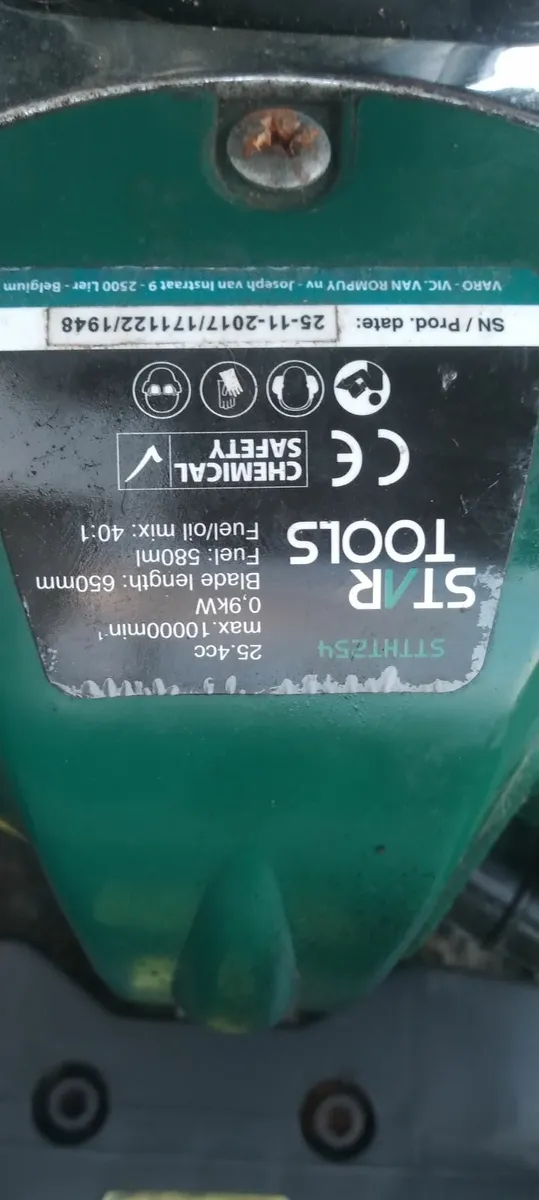 STTHT254
STAR
TOOLS
25.4cc
max.10000min⁻¹
0,9kW
Blade length: 650mm
Fuel: 580ml
Fuel/oil mix: 40:1
CE
CHEMICAL
SAFETY
SN / Prod. date: 25-11-2017/171122/1948
VARO - VIC. VAN ROMPUY nv - Joseph van Instraat 9 - 2500 Lier - Belgium